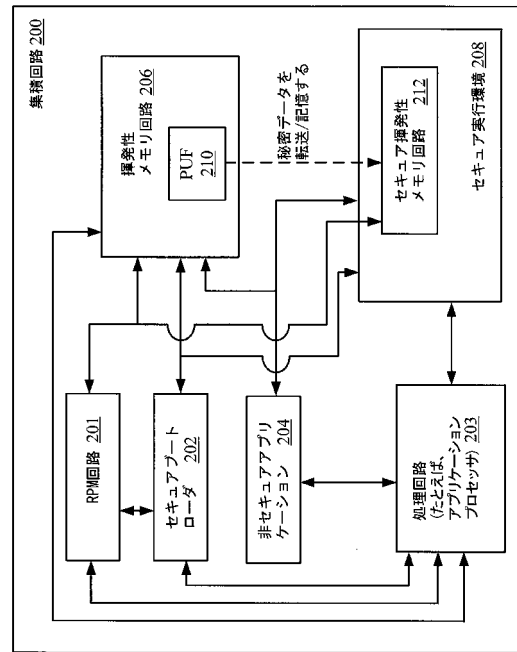 集積回路 200
RPM回路 201
セキュアブート
ローダ
202
非セキュアアプリ
ケーション
204
処理回路
(たとえば、
アプリケーション
プロセッサ) 203
揮発性
メモリ回路 206
PUF
210
秘密データを
転送/記憶する
セキュア揮発性
メモリ回路
212
セキュア実行環境 208